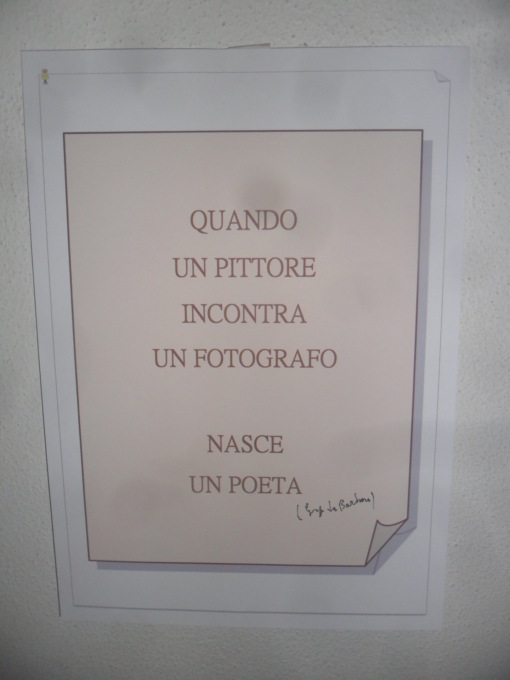 QUANDO
UN PITTORE
INCONTRA
UN FOTOGRAFO
NASCE
UN POETA